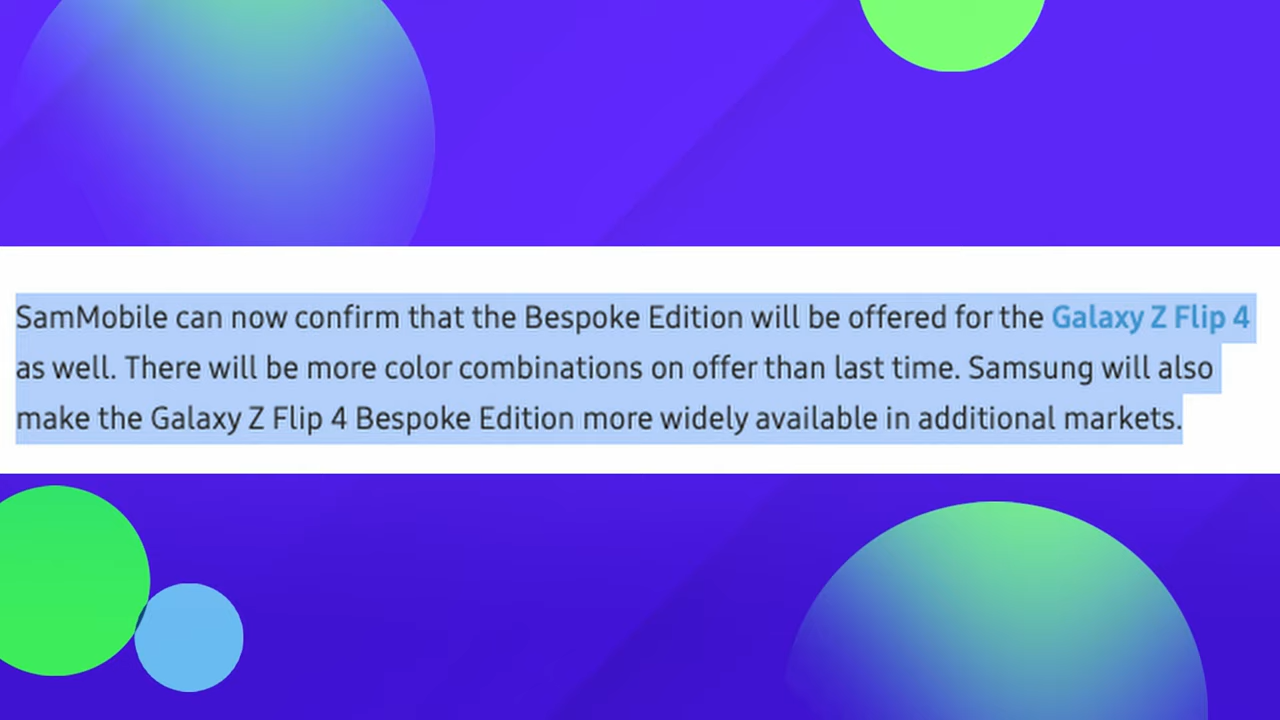 SamMobile can now confirm that the Bespoke Edition will be offered for the Galaxy Z Flip 4
as well. There will be more color combinations on offer than last time. Samsung will also
make the Galaxy Z Flip 4 Bespoke Edition more widely available in additional markets.